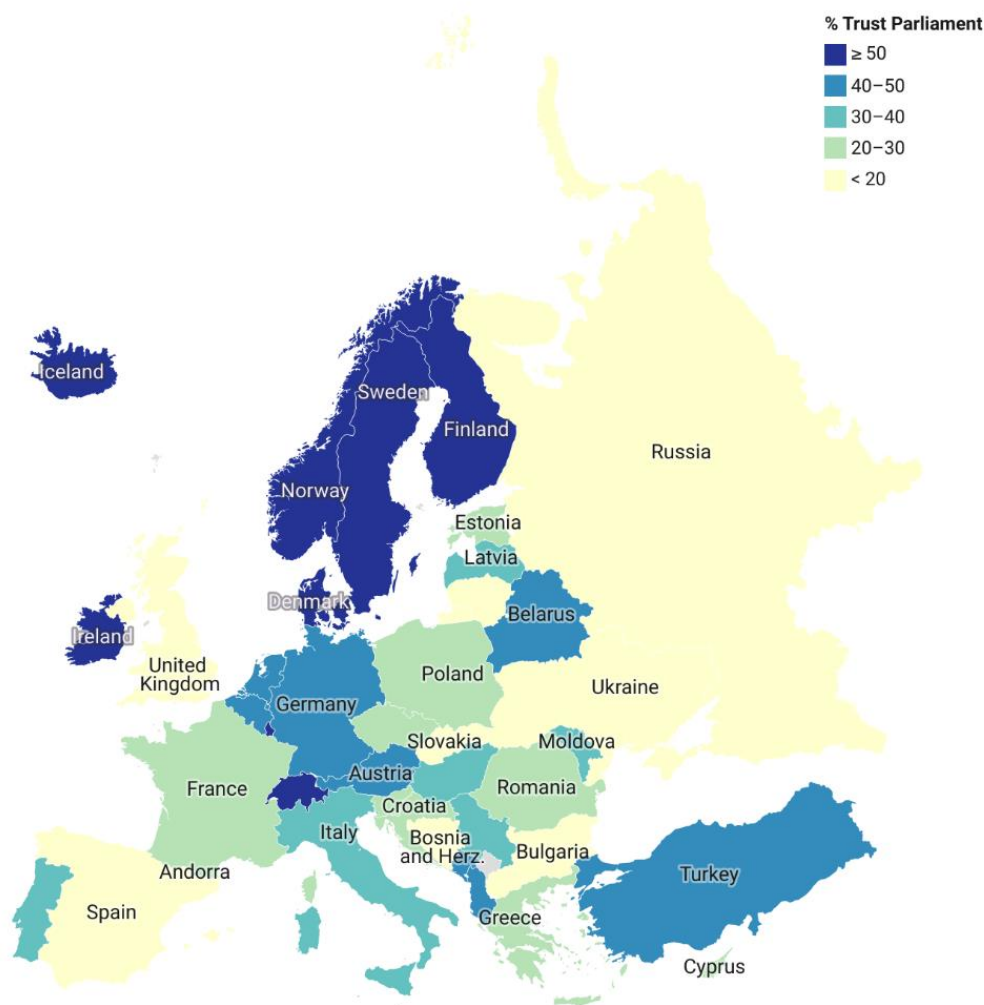 % Trust Parliament
≥ 50
40–50
30–40
20–30
< 20
Iceland
Sweden
Finland
Norway
Russia
Estonia
Latvia
Denmark
Belarus
Ireland
United
Kingdom
Poland
Ukraine
Germany
Slovakia
Moldova
Austria
France
Romania
Croatia
Italy
Bosnia
and Herz.
Bulgaria
Andorra
Turkey
Spain
Greece
Cyprus